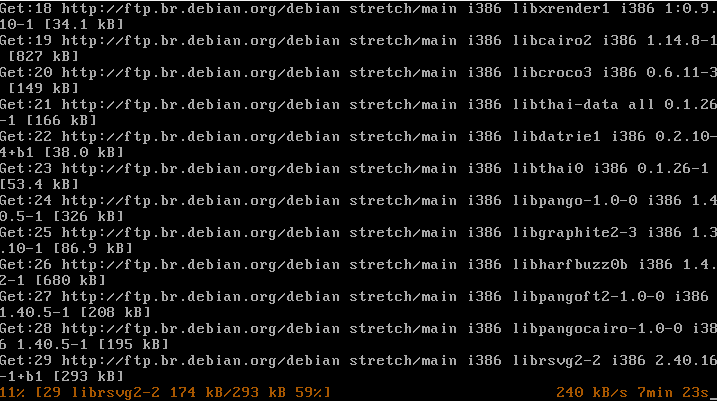 Get:18 http://ftp.br.debian.org/debian stretch/main i386 libxrender1 i386 1:0.9.
10-1 [34.1 kB]
Get:19 http://ftp.br.debian.org/debian stretch/main i386 libcairo2 i386 1.14.8-1
 [827 kB]
Get:20 http://ftp.br.debian.org/debian stretch/main i386 libcroco3 i386 0.6.11-3
 [149 kB]
Get:21 http://ftp.br.debian.org/debian stretch/main i386 libthai-data all 0.1.26
-1 [166 kB]
Get:22 http://ftp.br.debian.org/debian stretch/main i386 libdatrie1 i386 0.2.10-
4+b1 [38.0 kB]
Get:23 http://ftp.br.debian.org/debian stretch/main i386 libthai0 i386 0.1.26-1
[53.4 kB]
Get:24 http://ftp.br.debian.org/debian stretch/main i386 libpango-1.0-0 i386 1.4
0.5-1 [326 kB]
Get:25 http://ftp.br.debian.org/debian stretch/main i386 libgraphite2-3 i386 1.3
.10-1 [86.9 kB]
Get:26 http://ftp.br.debian.org/debian stretch/main i386 libharfbuzz0b i386 1.4.
2-1 [680 kB]
Get:27 http://ftp.br.debian.org/debian stretch/main i386 libpangoft2-1.0-0 i386
1.40.5-1 [208 kB]
Get:28 http://ftp.br.debian.org/debian stretch/main i386 libpangocairo-1.0-0 i38
6 1.40.5-1 [195 kB]
Get:29 http://ftp.br.debian.org/debian stretch/main i386 librsvg2-2 i386 2.40.16
-1+b1 [293 kB]
11% [29 librsvg2-2 174 kB/293 kB 59%] 240 kB/s 7min 23s_